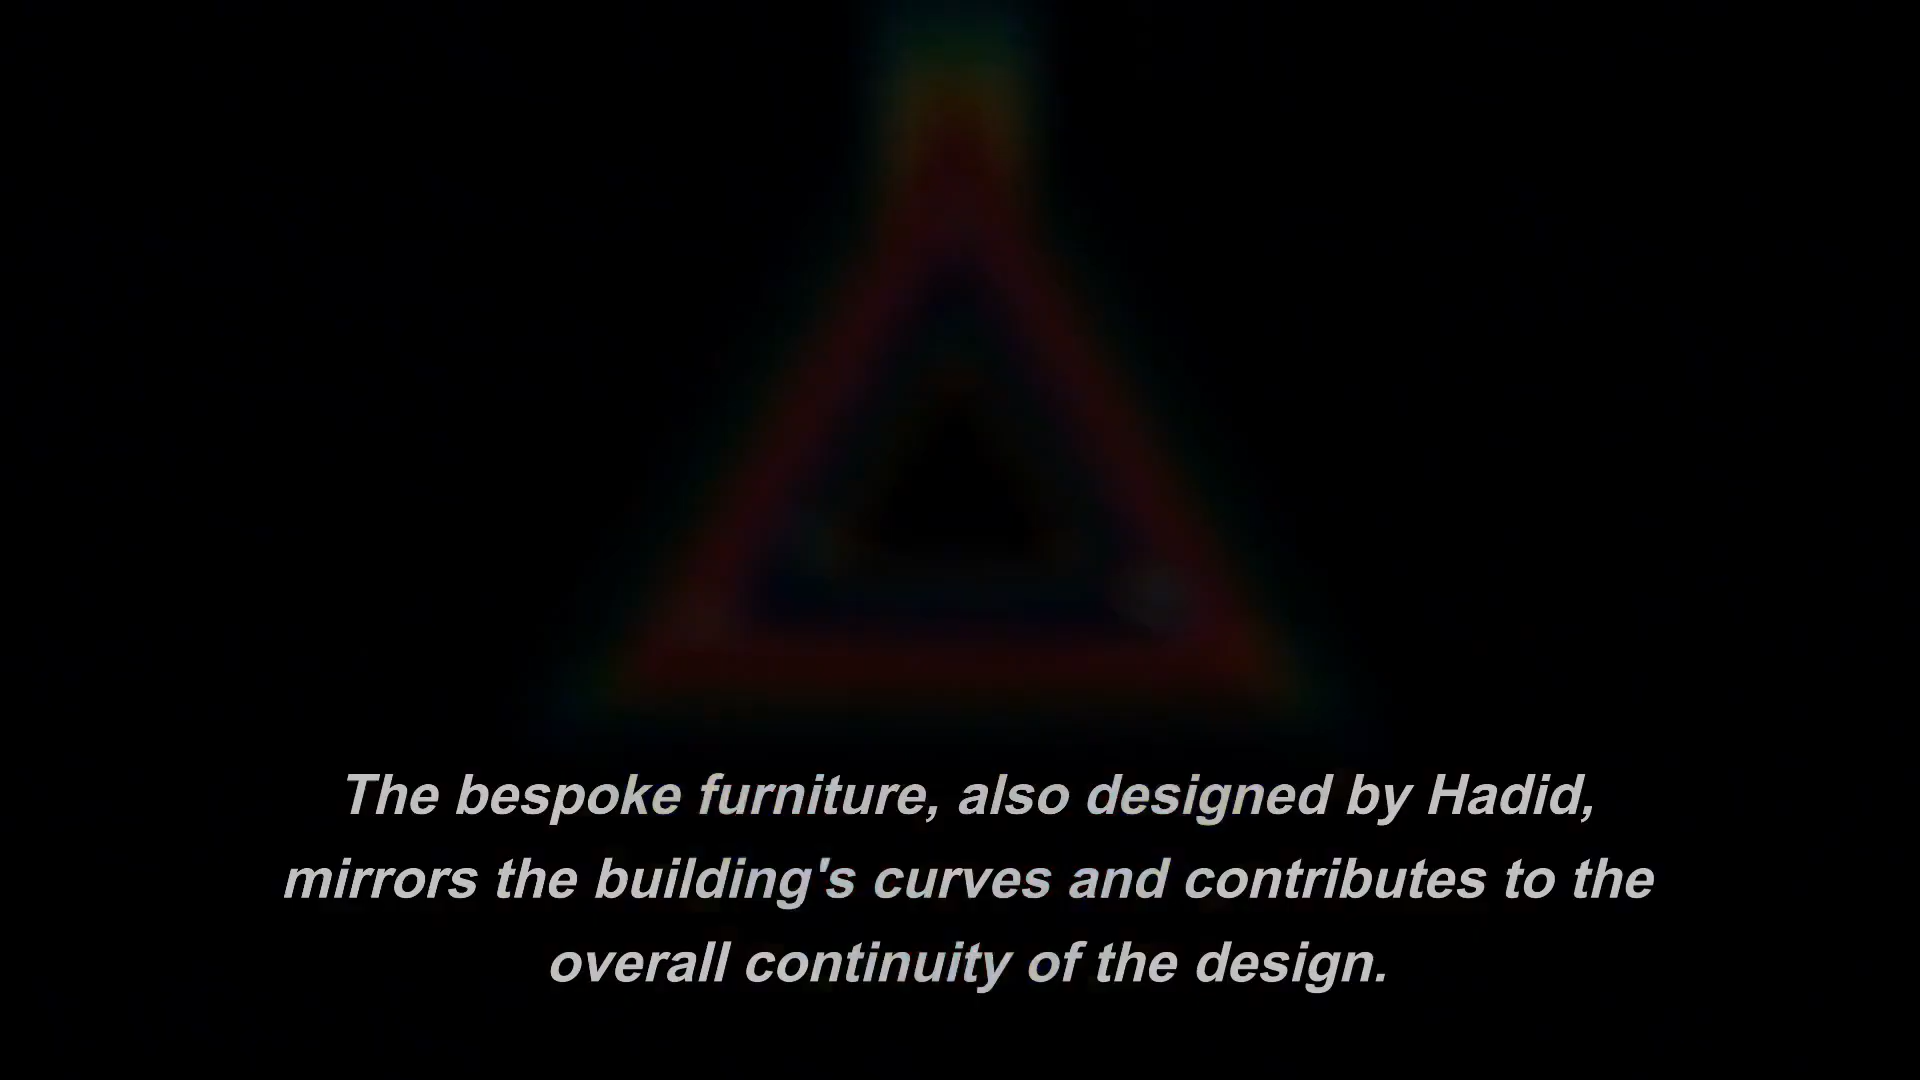 The bespoke furniture, also designed by Hadid,
mirrors the building's curves and contributes to the
overall continuity of the design.